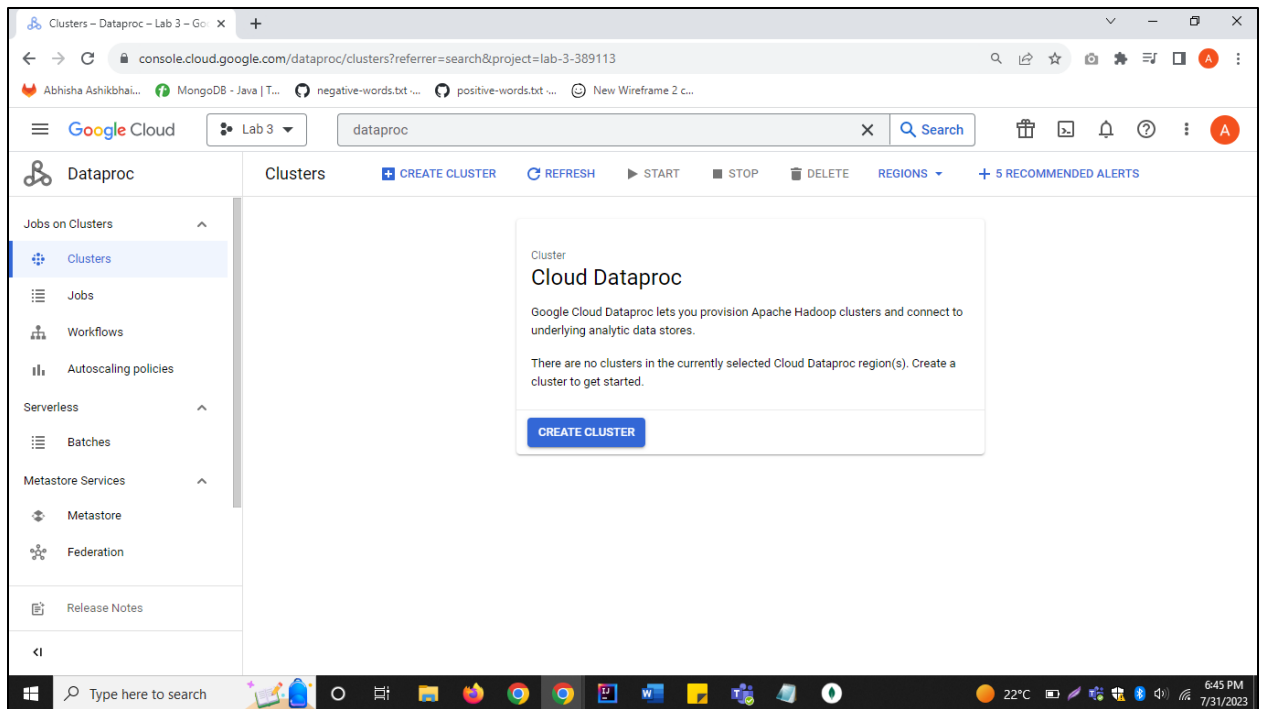 Clusters – Dataproc – Lab 3 – Goo
console.cloud.google.com/dataproc/clusters?referrer=search&project=lab-3-389113
A
Abhisha Ashikbhai...
MongoDB - Java | T...
negative-words.txt ·...
positive-words.txt ·...
New Wireframe 2 c...
Google Cloud
Lab 3
dataproc
Search
A
Dataproc
Clusters
CREATE CLUSTER
REFRESH
START
STOP
DELETE
REGIONS
5 RECOMMENDED ALERTS
Jobs on Clusters
Clusters
Jobs
Workflows
Autoscaling policies
Serverless
Batches
Metastore Services
Metastore
Federation
Release Notes
Cluster
Cloud Dataproc
Google Cloud Dataproc lets you provision Apache Hadoop clusters and connect to
underlying analytic data stores.
There are no clusters in the currently selected Cloud Dataproc region(s). Create a
cluster to get started.
CREATE CLUSTER
Type here to search
22°C
6:45 PM
7/31/2023